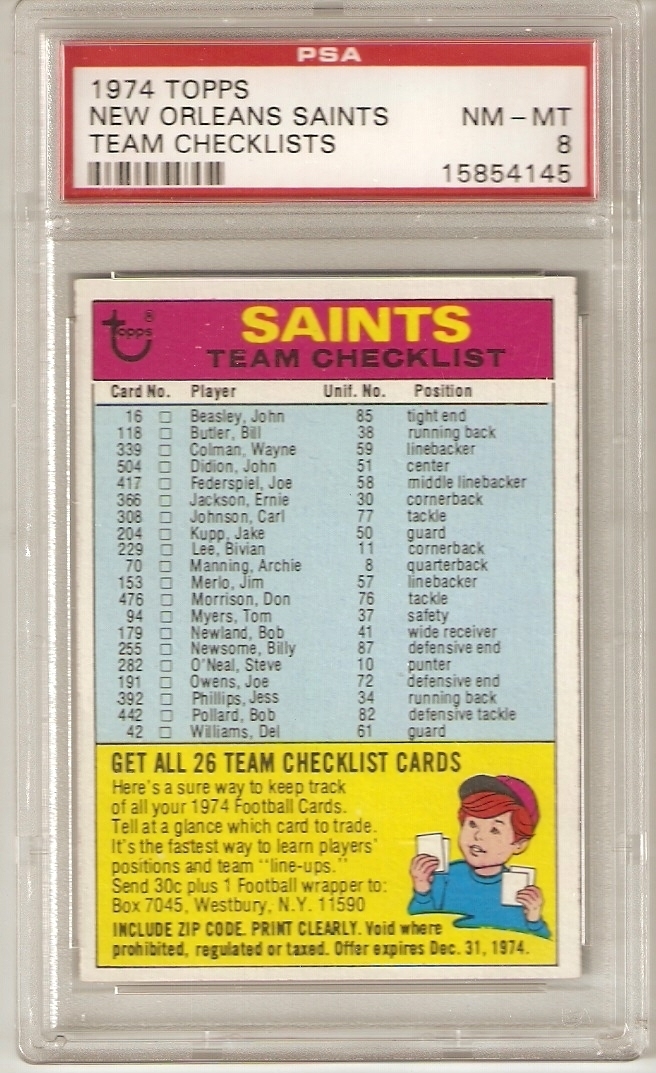 PSA
1974 TOPPS
NEW ORLEANS SAINTS NM - MT
TEAM CHECKLISTS 8
15854145
topps®
SAINTS
TEAM CHECKLIST
Card No. Player Unif. No. Position
16 □ Beasley, John 85 tight end
118 □ Butler, Bill 38 running back
339 □ Colman, Wayne 59 linebacker
504 □ Didion, John 51 center
417 □ Federspiel, Joe 58 middle linebacker
366 □ Jackson, Ernie 30 cornerback
308 □ Johnson, Carl 77 tackle
204 □ Kupp, Jake 50 guard
229 □ Lee, Bivian 11 cornerback
70 □ Manning, Archie 8 quarterback
153 □ Merlo, Jim 57 linebacker
476 □ Morrison, Don 76 tackle
94 □ Myers, Tom 37 safety
179 □ Newland, Bob 41 wide receiver
255 □ Newsome, Billy 87 defensive end
282 □ O'Neal, Steve 10 punter
191 □ Owens, Joe 72 defensive end
392 □ Phillips, Jess 34 running back
442 □ Pollard, Bob 82 defensive tackle
42 □ Williams, Del 61 guard
GET ALL 26 TEAM CHECKLIST CARDS
Here's a sure way to keep track
of all your 1974 Football Cards.
Tell at a glance which card to trade.
It's the fastest way to learn players'
positions and team "line-ups."
Send 30c plus 1 Football wrapper to:
Box 7045, Westbury, N.Y. 11590
INCLUDE ZIP CODE. PRINT CLEARLY. Void where
prohibited, regulated or taxed. Offer expires Dec. 31, 1974.